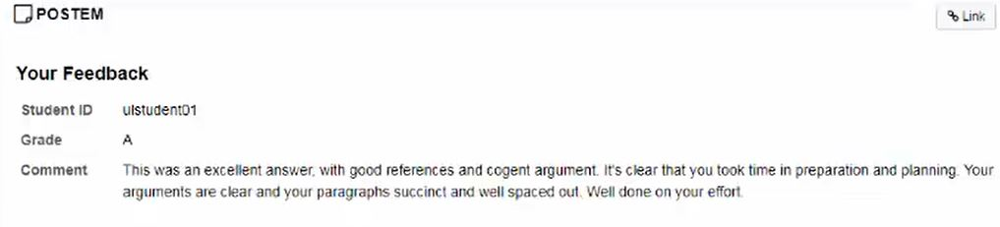 POSTEM
Link
Your Feedback
Student ID ulstudent01
Grade A
Comment This was an excellent answer, with good references and cogent argument. It's clear that you took time in preparation and planning. Your
arguments are clear and your paragraphs succinct and well spaced out. Well done on your effort.